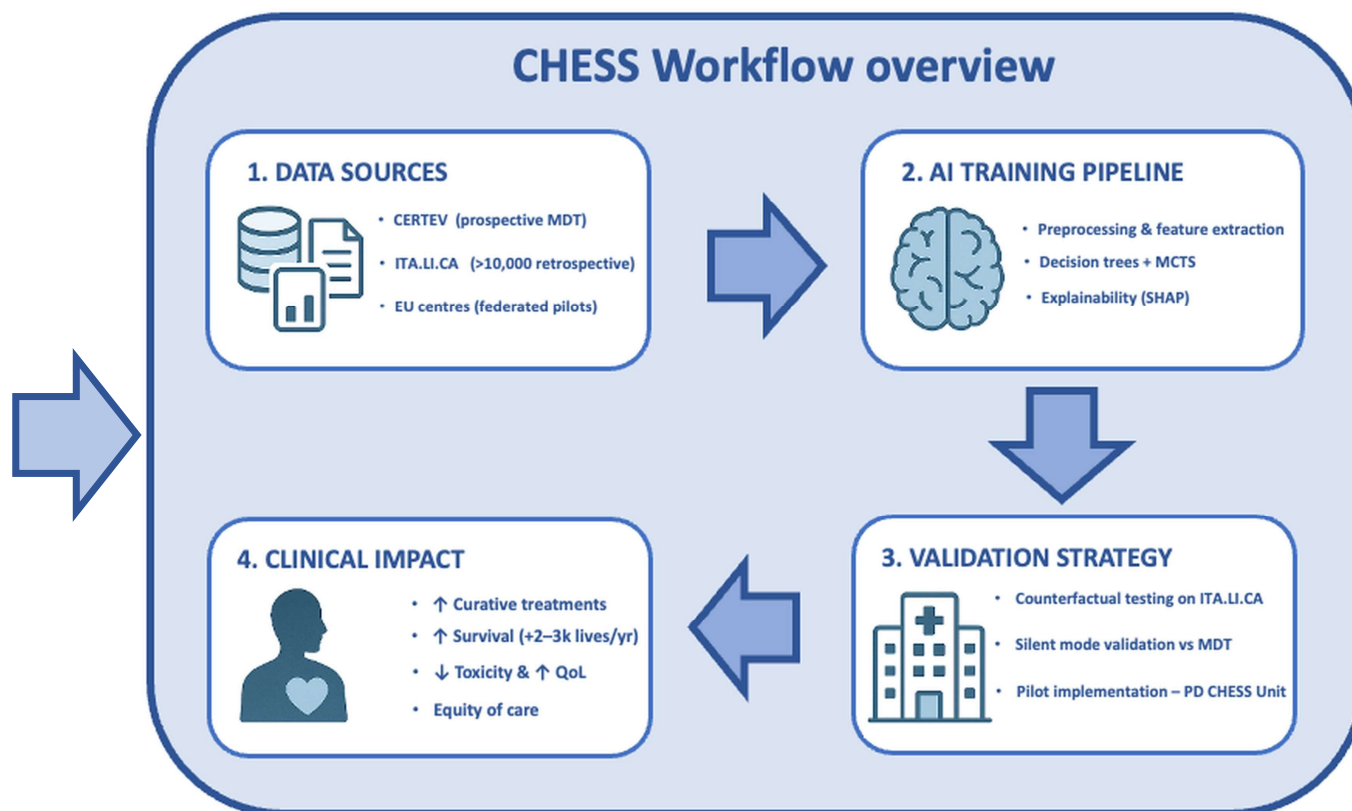 CHESS Workflow overview
1. DATA SOURCES
• CERTEV (prospective MDT)
• ITA.LI.CA (>10,000 retrospective)
• EU centres (federated pilots)
2. AI TRAINING PIPELINE
• Preprocessing & feature extraction
• Decision trees + MCTS
• Explainability (SHAP)
3. VALIDATION STRATEGY
• Counterfactual testing on ITA.LI.CA
• Silent mode validation vs MDT
• Pilot implementation – PD CHESS Unit
4. CLINICAL IMPACT
• ↑ Curative treatments
• ↑ Survival (+2–3k lives/yr)
• ↓ Toxicity & ↑ QoL
• Equity of care